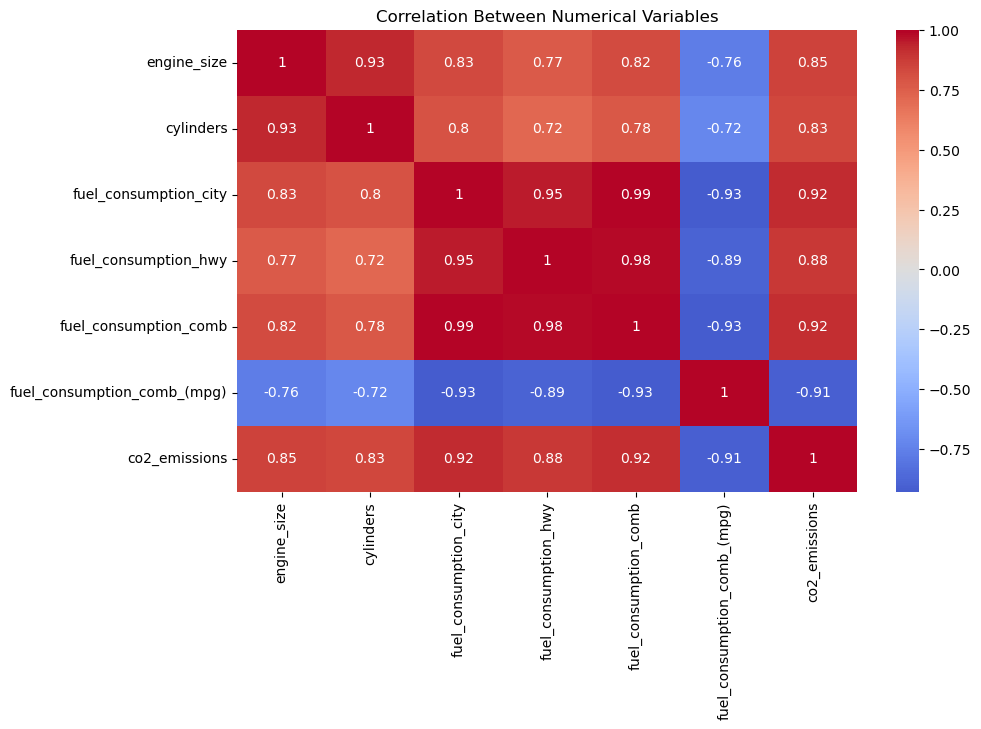 Correlation Between Numerical Variables
engine_size 1 0.93 0.83 0.77 0.82 -0.76 0.85
cylinders 0.93 1 0.8 0.72 0.78 -0.72 0.83
fuel_consumption_city 0.83 0.8 1 0.95 0.99 -0.93 0.92
fuel_consumption_hwy 0.77 0.72 0.95 1 0.98 -0.89 0.88
fuel_consumption_comb 0.82 0.78 0.99 0.98 1 -0.93 0.92
fuel_consumption_comb_(mpg) -0.76 -0.72 -0.93 -0.89 -0.93 1 -0.91
co2_emissions 0.85 0.83 0.92 0.88 0.92 -0.91 1
engine_size
cylinders
fuel_consumption_city
fuel_consumption_hwy
fuel_consumption_comb
fuel_consumption_comb_(mpg)
co2_emissions
1.00
0.75
0.50
0.25
0.00
−0.25
−0.50
−0.75